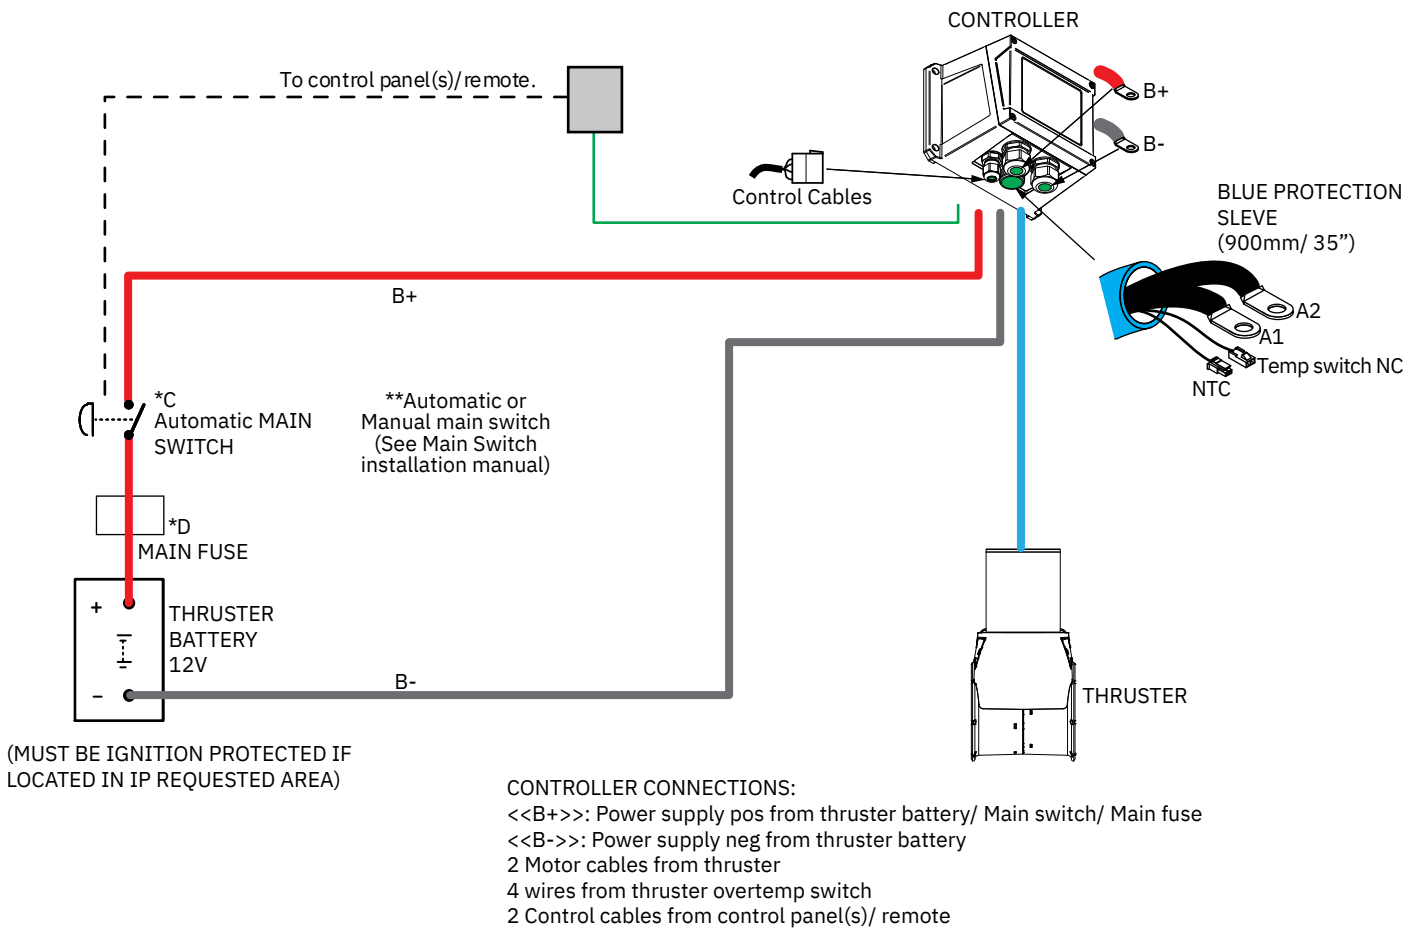 CONTROLLER
To control panel(s)/ remote.
B+
B-
Control Cables
BLUE PROTECTION
SLEVE
(900mm/ 35”)
A2
A1
Temp switch NC
NTC
B+
*C
Automatic MAIN
SWITCH
**Automatic or
Manual main switch
(See Main Switch
installation manual)
*D
MAIN FUSE
+
THRUSTER
BATTERY
12V
–
B-
THRUSTER
(MUST BE IGNITION PROTECTED IF
LOCATED IN IP REQUESTED AREA)
CONTROLLER CONNECTIONS:
<<B+>>: Power supply pos from thruster battery/ Main switch/ Main fuse
<<B->>: Power supply neg from thruster battery
2 Motor cables from thruster
4 wires from thruster overtemp switch
2 Control cables from control panel(s)/ remote